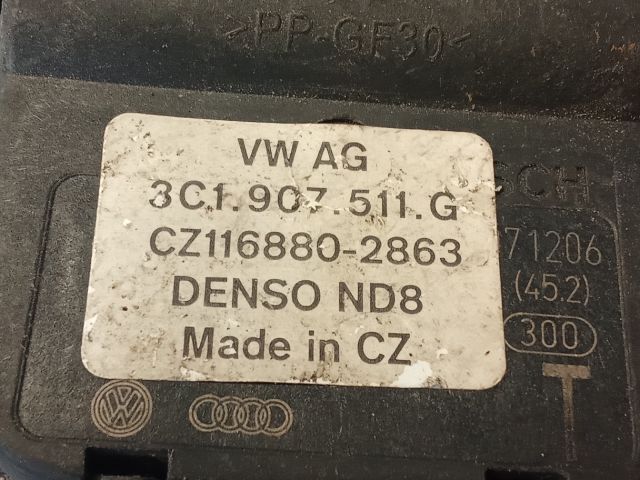 >PP-GF30<
VW AG
3C1.907.511.G
CZ116880-2863
DENSO ND8
Made in CZ
71206
(45.2)
300
T